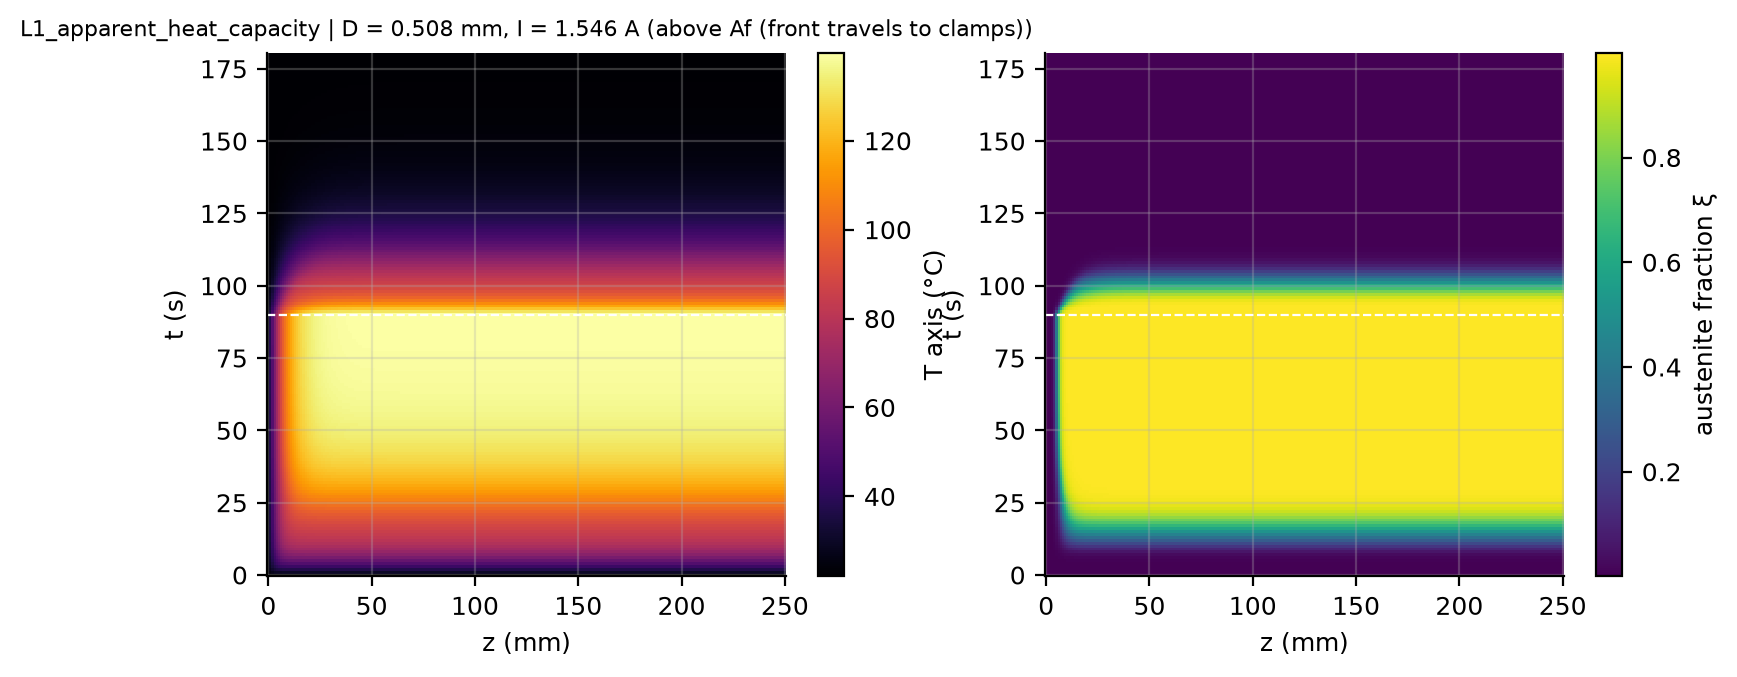 L1_apparent_heat_capacity | D = 0.508 mm, I = 1.546 A (above Af (front travels to clamps))
175
150
125
100
75
50
25
0
t (s)
0 50 100 150 200 250
z (mm)
120
100
80
60
40
T axis (°C)
175
150
125
100
75
50
25
0
t (s)
0 50 100 150 200 250
z (mm)
0.8
0.6
0.4
0.2
austenite fraction ξ